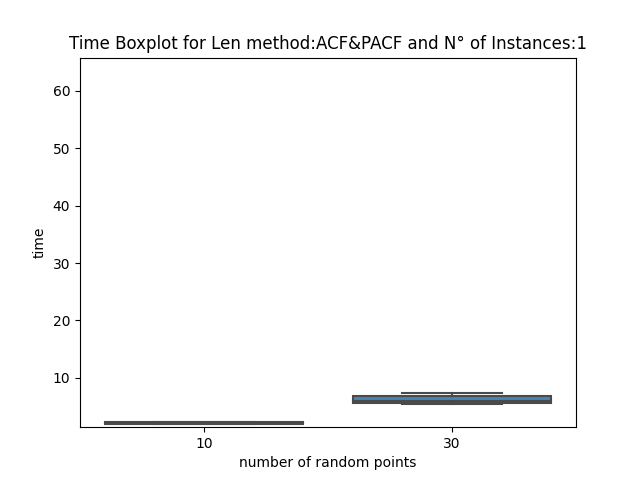 Time Boxplot for Len method:ACF&PACF and N° of Instances:1
60
50
40
30
20
10
time
10 30
number of random points